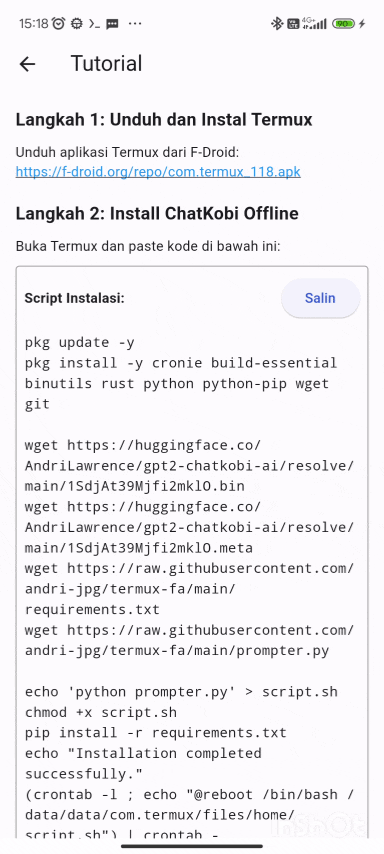 15:18
4G+
90
Tutorial
Langkah 1: Unduh dan Instal Termux
Unduh aplikasi Termux dari F-Droid:
https://f-droid.org/repo/com.termux_118.apk
Langkah 2: Install ChatKobi Offline
Buka Termux dan paste kode di bawah ini:
Script Instalasi:
Salin
pkg update -y
pkg install -y cronie build-essential
binutils rust python python-pip wget
git
wget https://huggingface.co/
AndriLawrence/gpt2-chatkobi-ai/resolve/
main/1SdjAt39Mjfi2mklO.bin
wget https://huggingface.co/
AndriLawrence/gpt2-chatkobi-ai/resolve/
main/1SdjAt39Mjfi2mklO.meta
wget https://raw.githubusercontent.com/
andri-jpg/termux-fa/main/
requirements.txt
wget https://raw.githubusercontent.com/
andri-jpg/termux-fa/main/prompter.py
echo 'python prompter.py' > script.sh
chmod +x script.sh
pip install -r requirements.txt
echo "Installation completed
successfully."
(crontab -l ; echo "@reboot /bin/bash /
data/data/com.termux/files/home/
script.sh") | crontab -